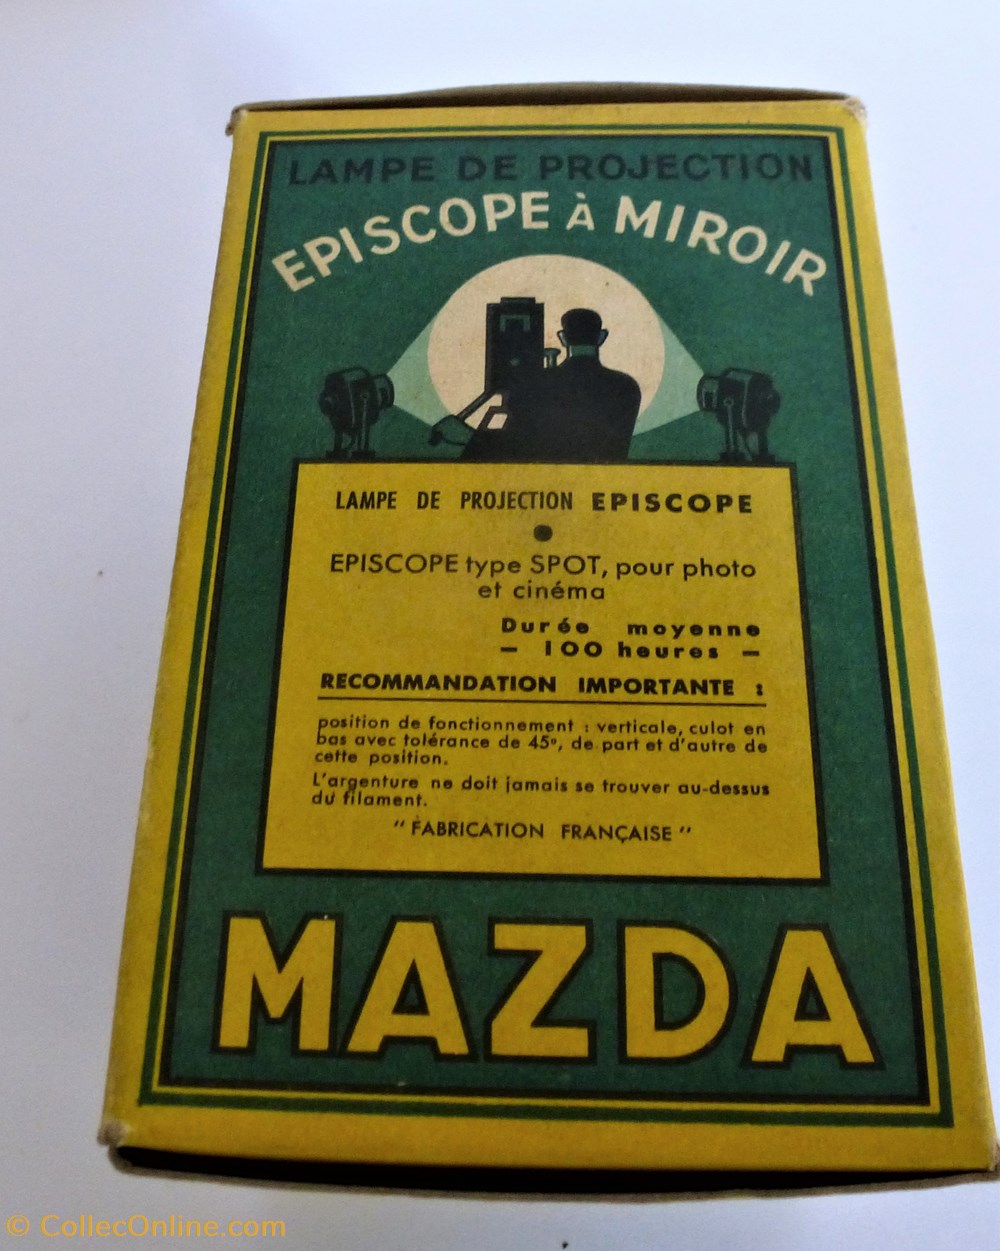 LAMPE DE PROJECTION
EPISCOPE À MIROIR
LAMPE DE PROJECTION EPISCOPE
EPISCOPE type SPOT, pour photo
et cinéma
Durée moyenne
— 100 heures —
RECOMMANDATION IMPORTANTE :
position de fonctionnement : verticale, culot en
bas avec tolérance de 45°, de part et d'autre de
cette position.
L'argenture ne doit jamais se trouver au-dessus
du filament.
"FABRICATION FRANÇAISE"
MAZDA
© CollecOnline.com